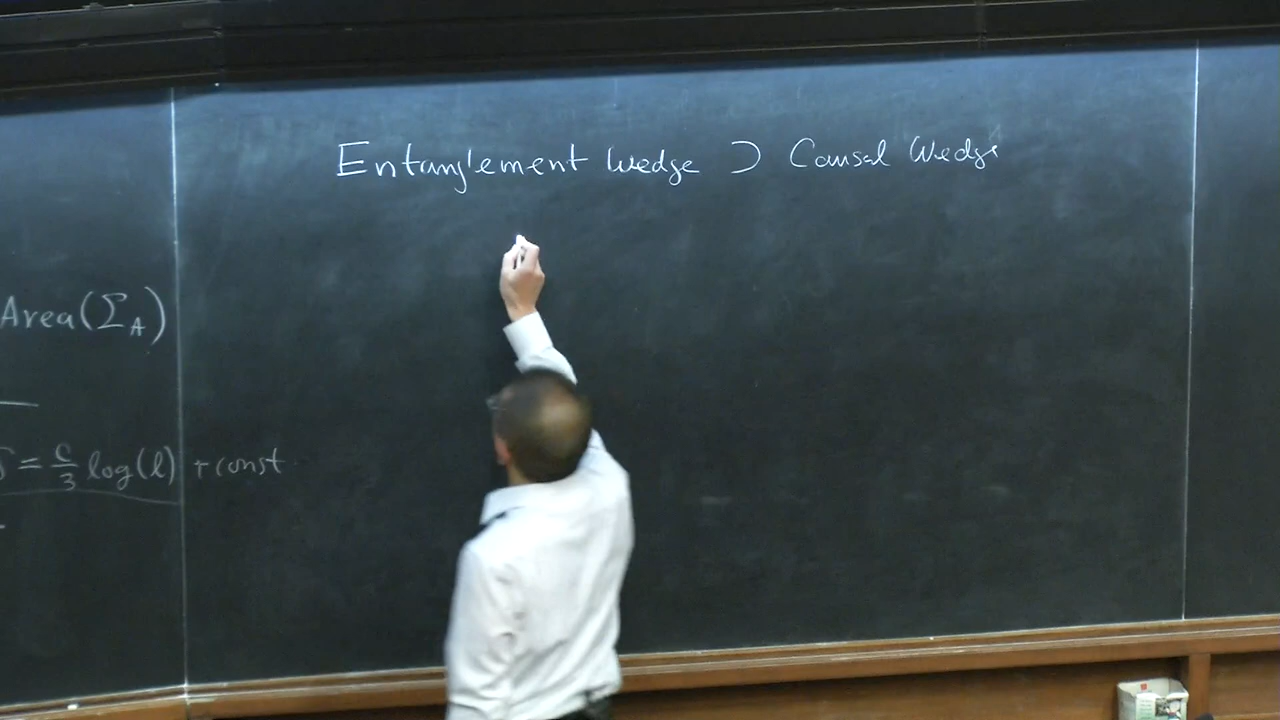 Entanglement Wedge ⊃ Causal Wedge
Area(Σ_A)
S = c/3 log(l) + const